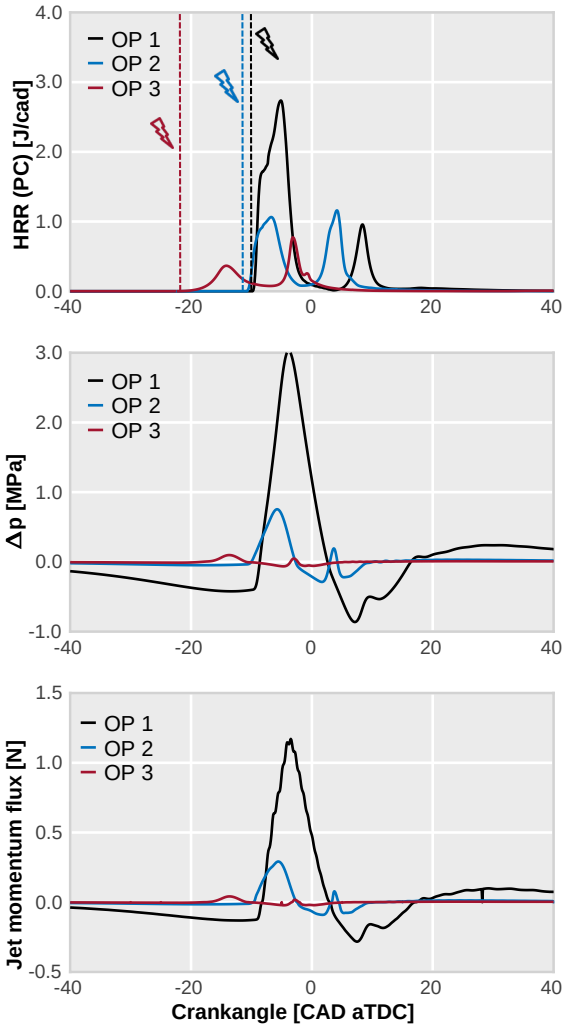 HRR (PC) [J/cad]
4.0
3.0
2.0
1.0
0.0
OP 1
OP 2
OP 3
-40 -20 0 20 40
Δp [MPa]
3.0
2.0
1.0
0.0
-1.0
OP 1
OP 2
OP 3
-40 -20 0 20 40
Jet momentum flux [N]
1.5
1.0
0.5
0.0
-0.5
OP 1
OP 2
OP 3
-40 -20 0 20 40
Crankangle [CAD aTDC]